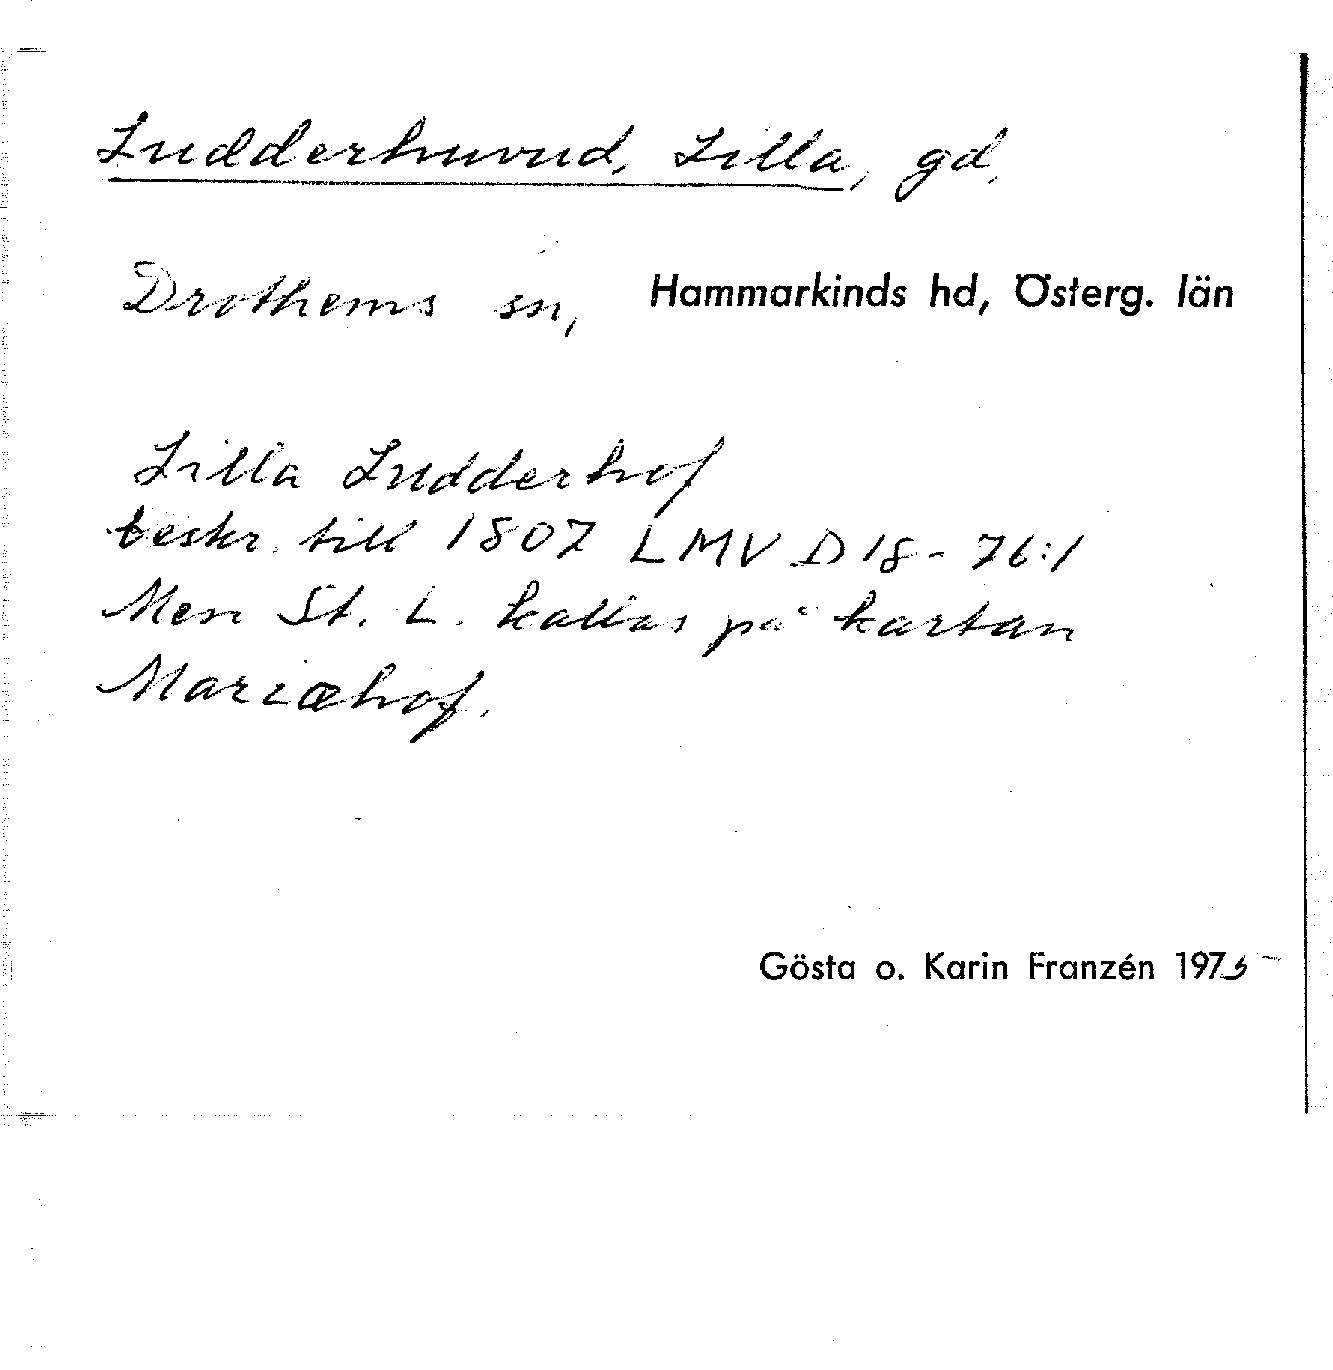 Ludderhuvud, Lilla, gd,
Drothems sn, Hammarkinds hd, Österg. län
Lilla Ludderhof
beskr. till 1807 LMV D18-76:1
Men St. L. kallas på kartan
Mariæhof.
Gösta o. Karin Franzén 1975